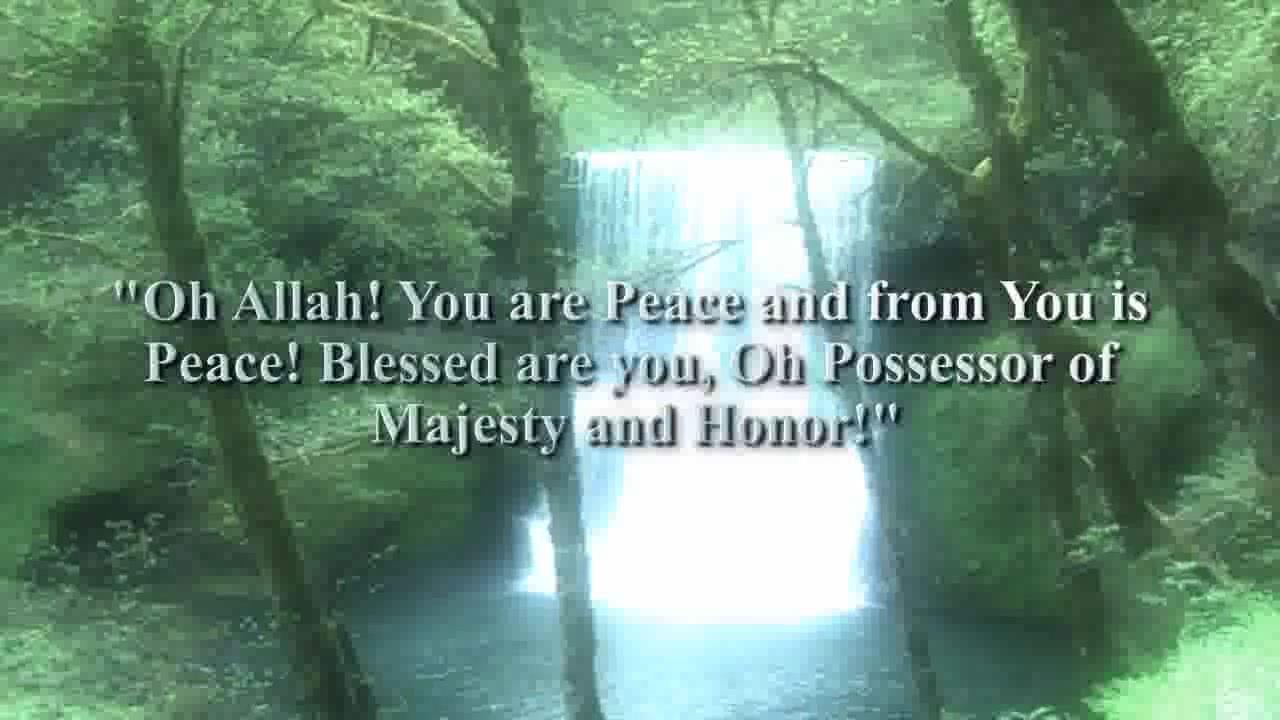 "Oh Allah! You are Peace and from You is
Peace! Blessed are you, Oh Possessor of
Majesty and Honor!"